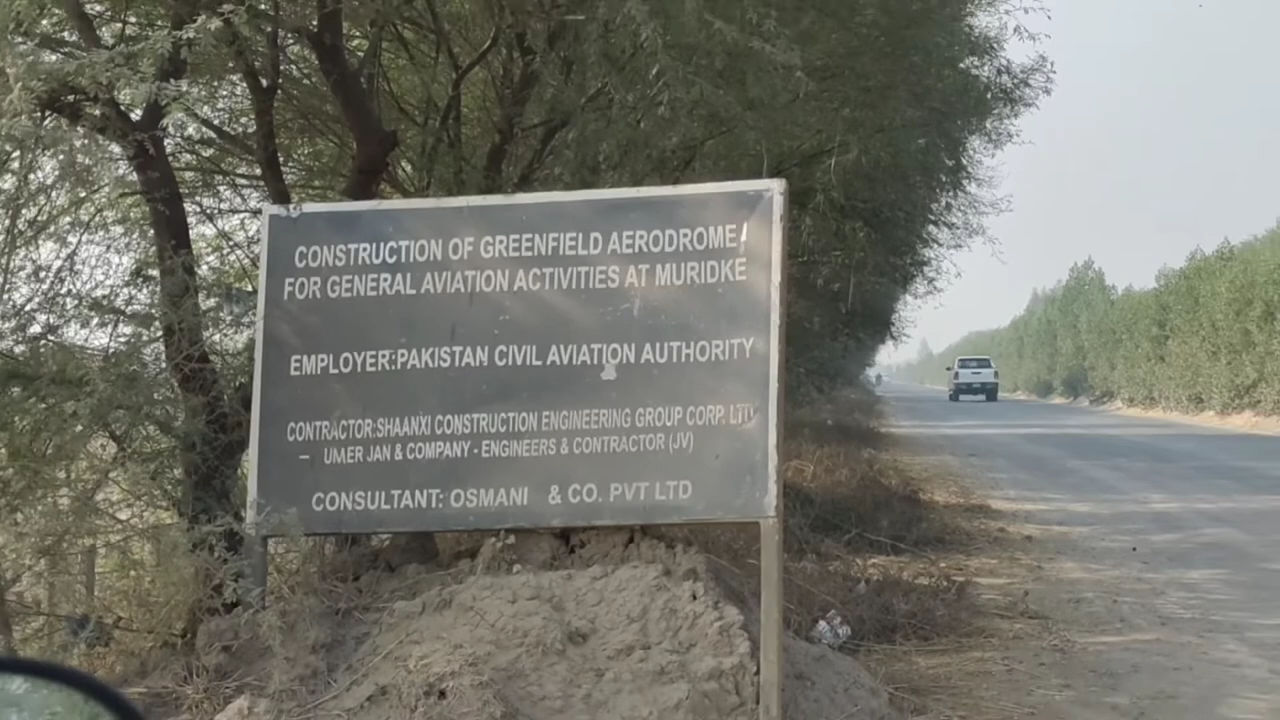 CONSTRUCTION OF GREENFIELD AERODROME
FOR GENERAL AVIATION ACTIVITIES AT MURIDKE
EMPLOYER:PAKISTAN CIVIL AVIATION AUTHORITY
CONTRACTOR:SHAANXI CONSTRUCTION ENGINEERING GROUP CORP. LTD
– UMER JAN & COMPANY - ENGINEERS & CONTRACTOR (JV)
CONSULTANT: OSMANI & CO. PVT LTD